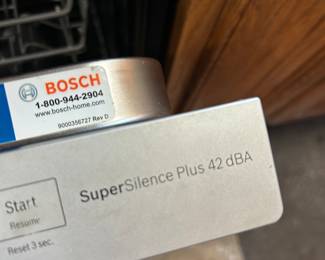 BOSCH
1-800-944-2904
www.bosch-home.com
9000356727 Rev D
SuperSilence Plus 42 dBA
Start
Resume
Reset 3 sec.